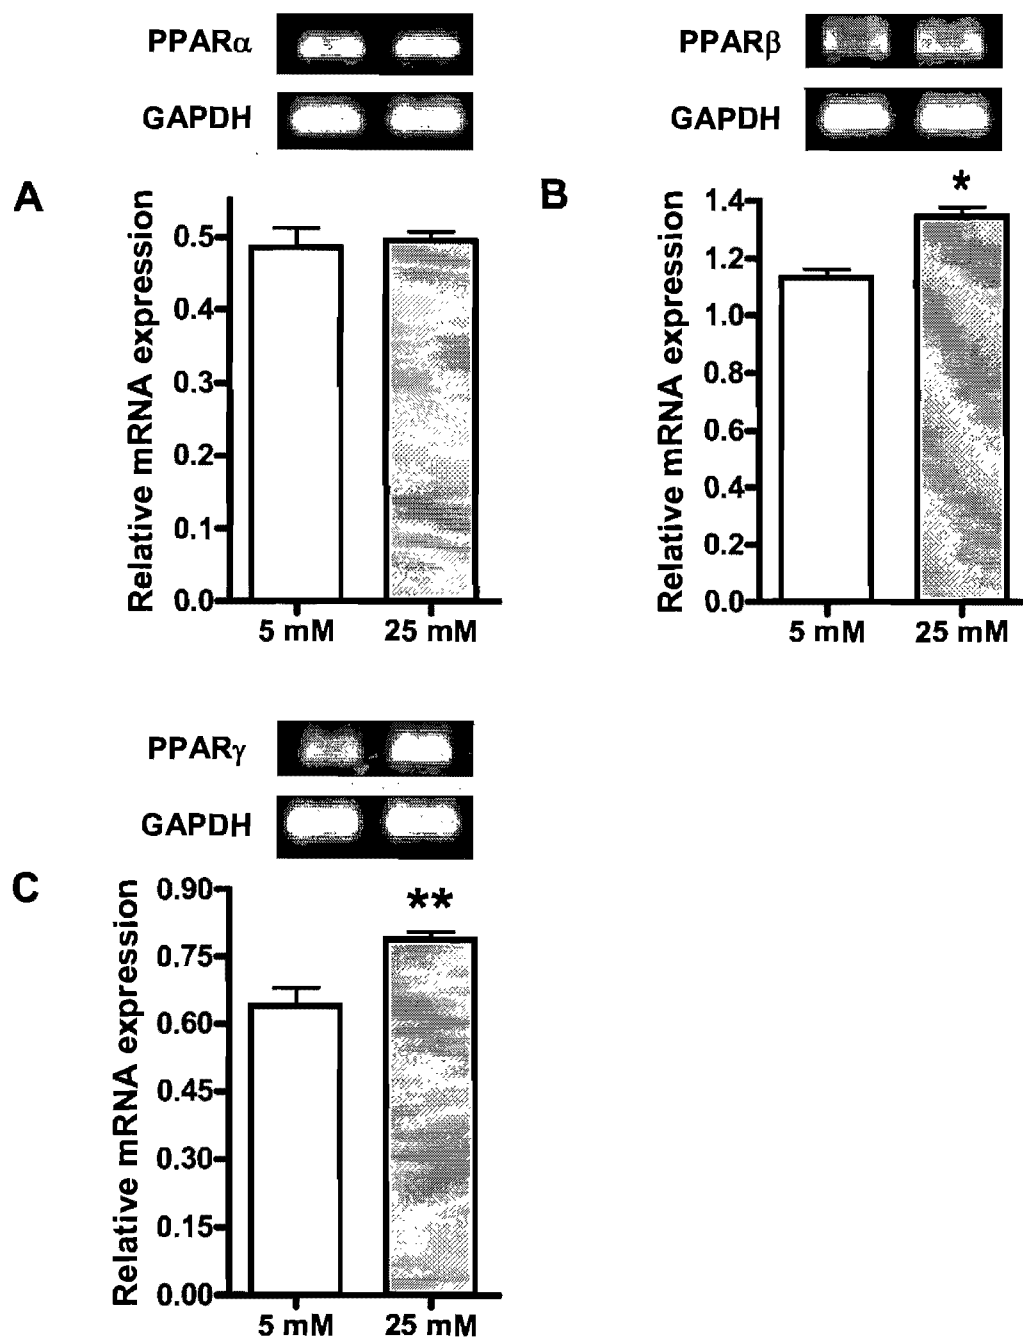 PPARα
GAPDH
A
Relative mRNA expression
0.5
0.4
0.3
0.2
0.1
0.0
5 mM
25 mM
PPARβ
GAPDH
B
*
Relative mRNA expression
1.4
1.2
1.0
0.8
0.6
0.4
0.2
0.0
5 mM
25 mM
PPARγ
GAPDH
C
**
Relative mRNA expression
0.90
0.75
0.60
0.45
0.30
0.15
0.00
5 mM
25 mM